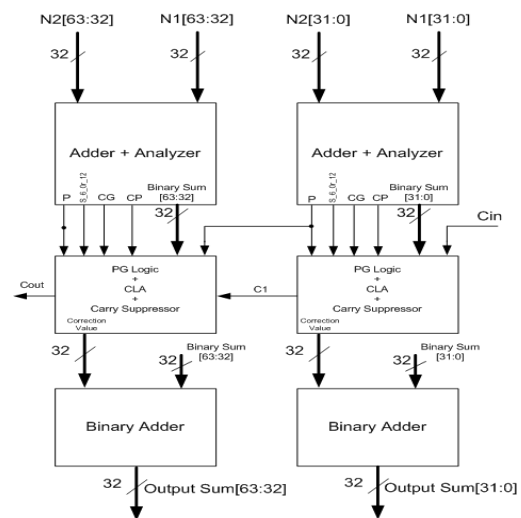 N2[63:32] N1[63:32] N2[31:0] N1[31:0]
32 32 32 32
Adder + Analyzer Adder + Analyzer
P S_6_0r_12 CG CP Binary Sum
[63:32]
P S_6_0r_12 CG CP Binary Sum
[31:0]
32 32 Cin
PG Logic
+
CLA
+
Carry Suppressor
Correction
Value
PG Logic
+
CLA
+
Carry Suppressor
Correction
Value
Cout C1
32 32 Binary Sum
[63:32]
32 32 Binary Sum
[31:0]
Binary Adder Binary Adder
32 Output Sum[63:32] 32 Output Sum[31:0]